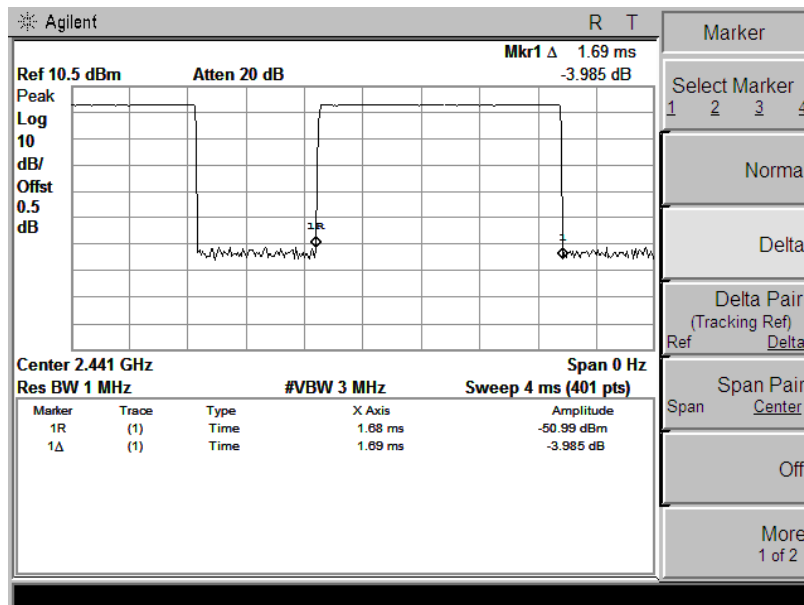 Agilent R T
Mkr1 Δ 1.69 ms
Ref 10.5 dBm Atten 20 dB -3.985 dB
Peak
Log
10
dB/
Offst
0.5
dB
1R
1
Center 2.441 GHz Span 0 Hz
Res BW 1 MHz #VBW 3 MHz Sweep 4 ms (401 pts)
Marker Trace Type X Axis Amplitude
1R (1) Time 1.68 ms -50.99 dBm
1Δ (1) Time 1.69 ms -3.985 dB
Marker
Select Marker
1 2 3 4
Norma
Delta
Delta Pair
(Tracking Ref)
Ref Delta
Span Pair
Span Center
Off
More
1 of 2